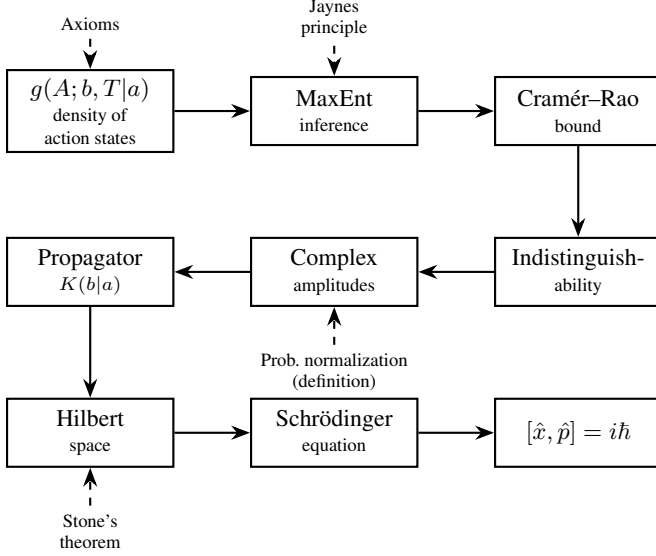 Axioms
Jaynes
principle
g(A; b, T|a)
density of
action states
MaxEnt
inference
Cramér–Rao
bound
Propagator
K(b|a)
Complex
amplitudes
Indistinguish-
ability
Prob. normalization
(definition)
Hilbert
space
Schrödinger
equation
[x̂, p̂] = iℏ
Stone's
theorem